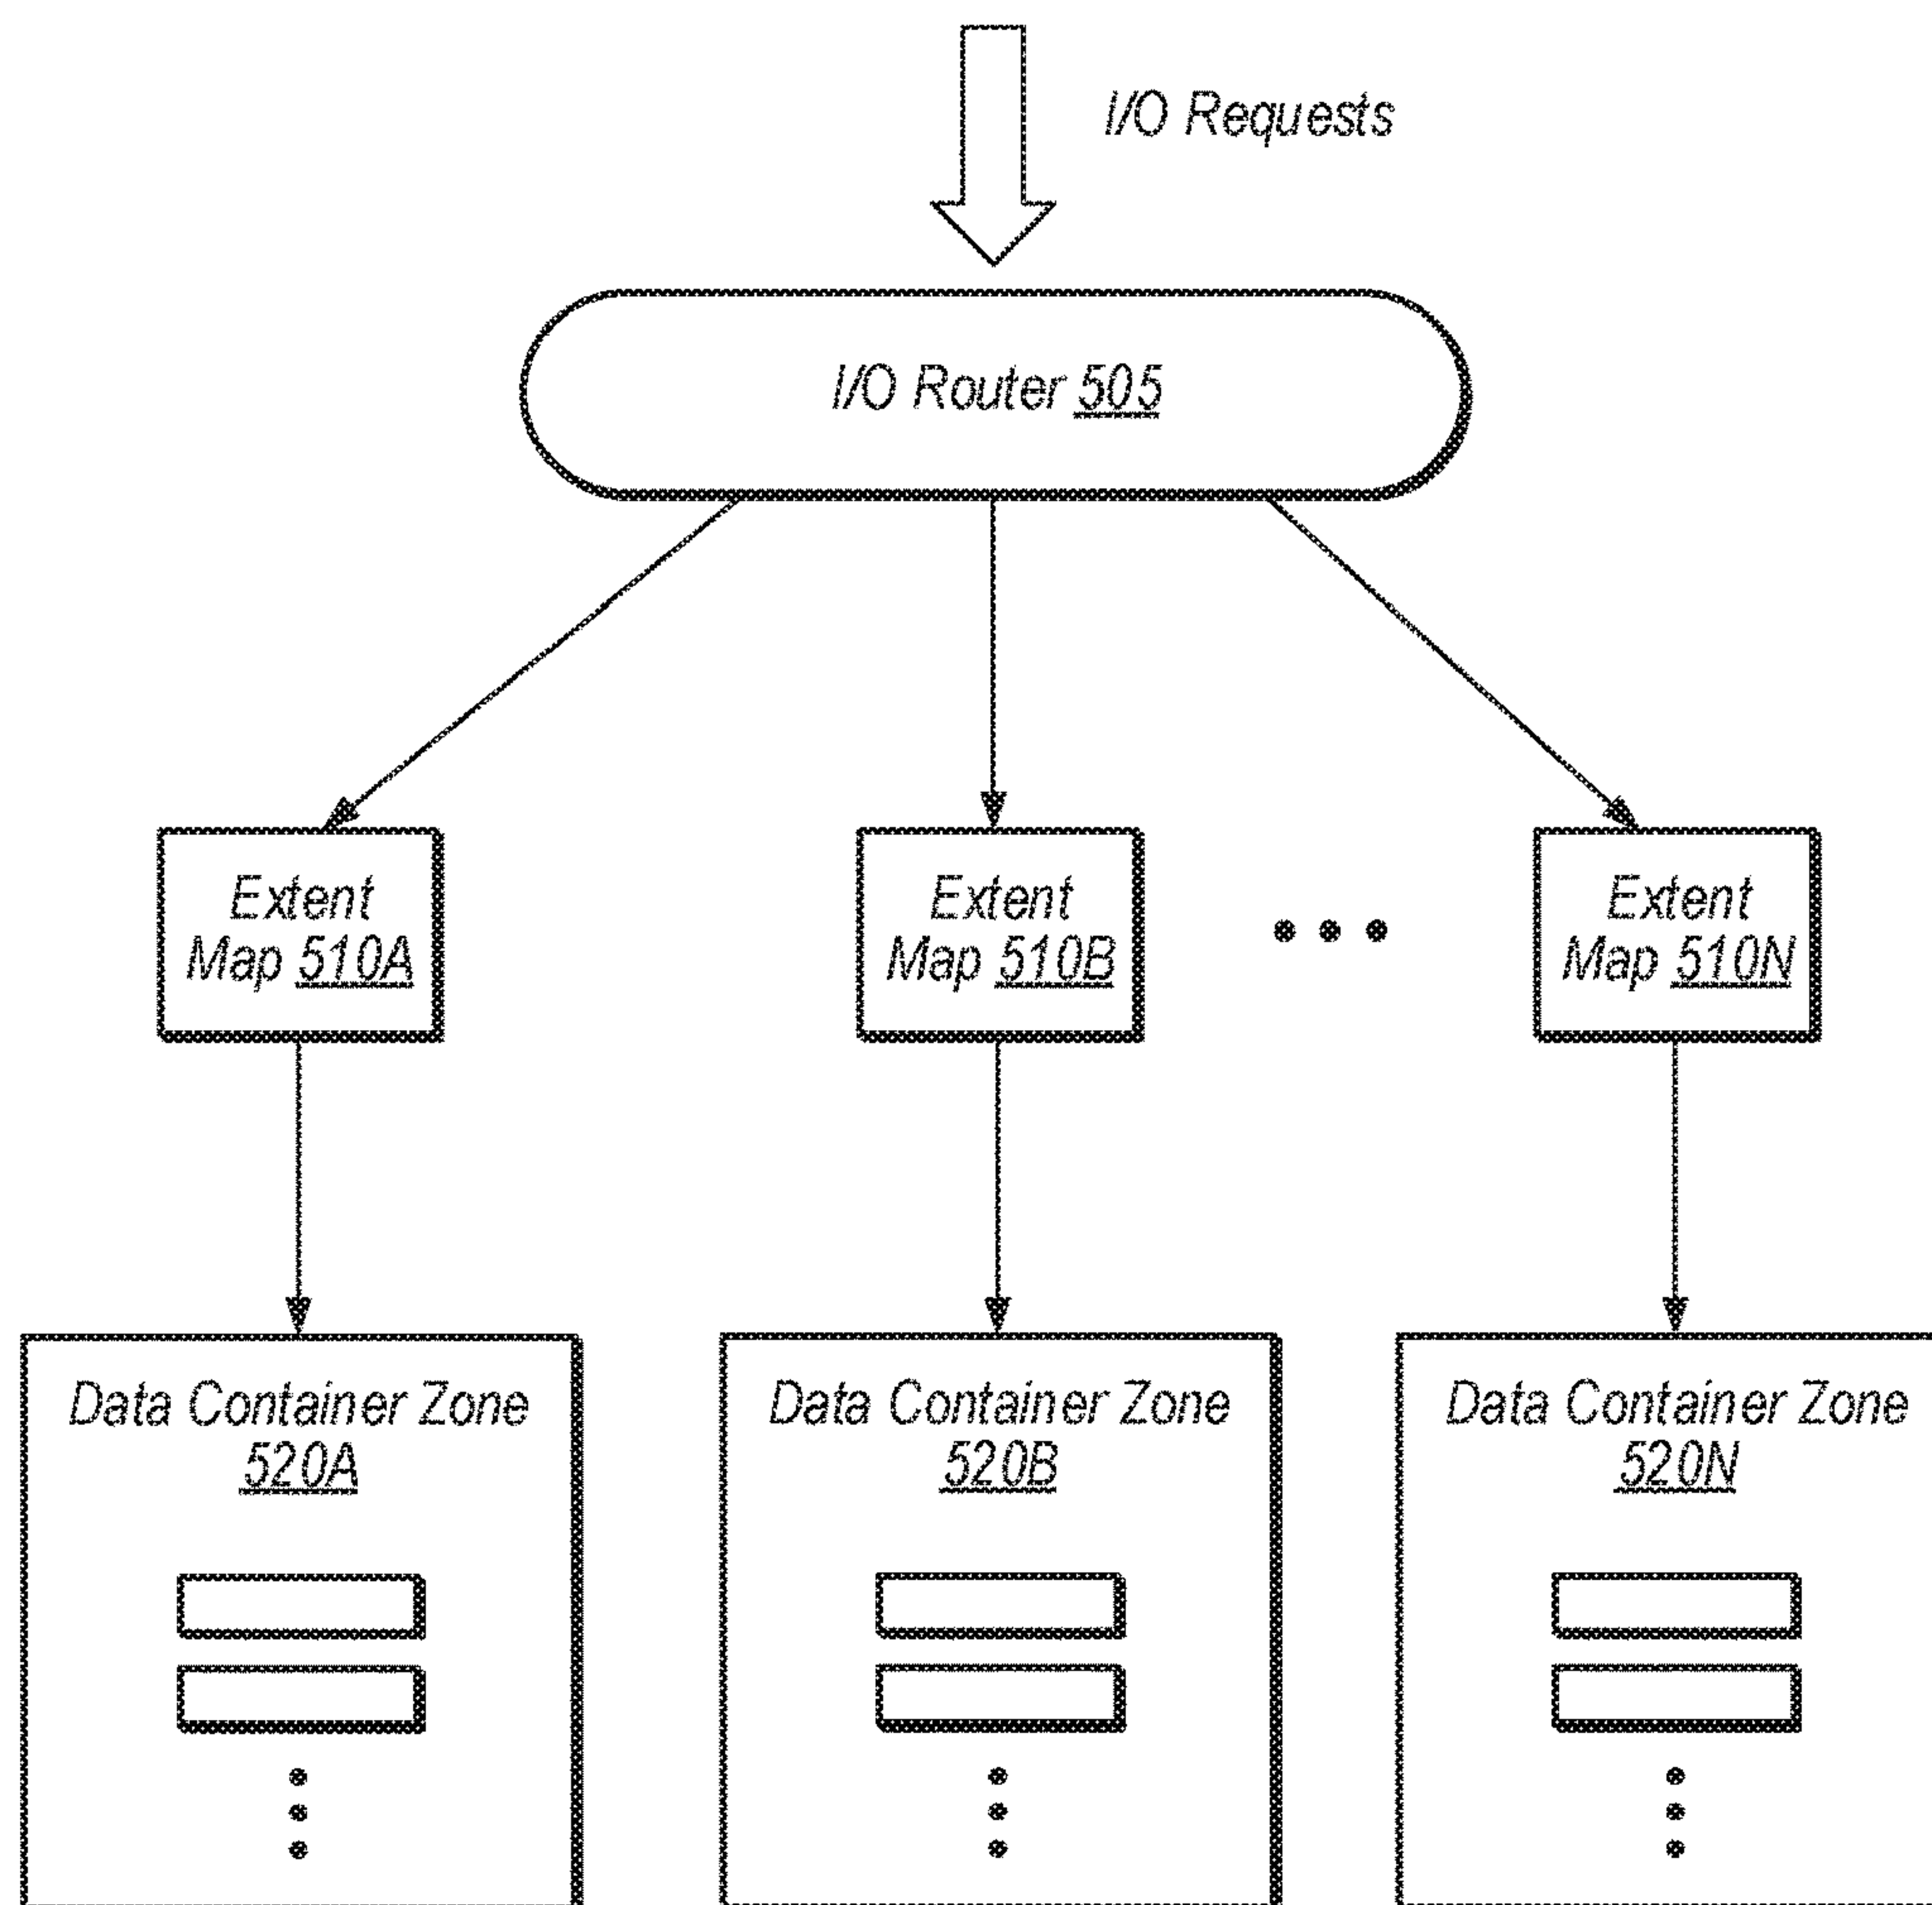 I/O Requests
I/O Router 505
Extent
Map 510A
Extent
Map 510B
Extent
Map 510N
Data Container Zone
520A
Data Container Zone
520B
Data Container Zone
520N